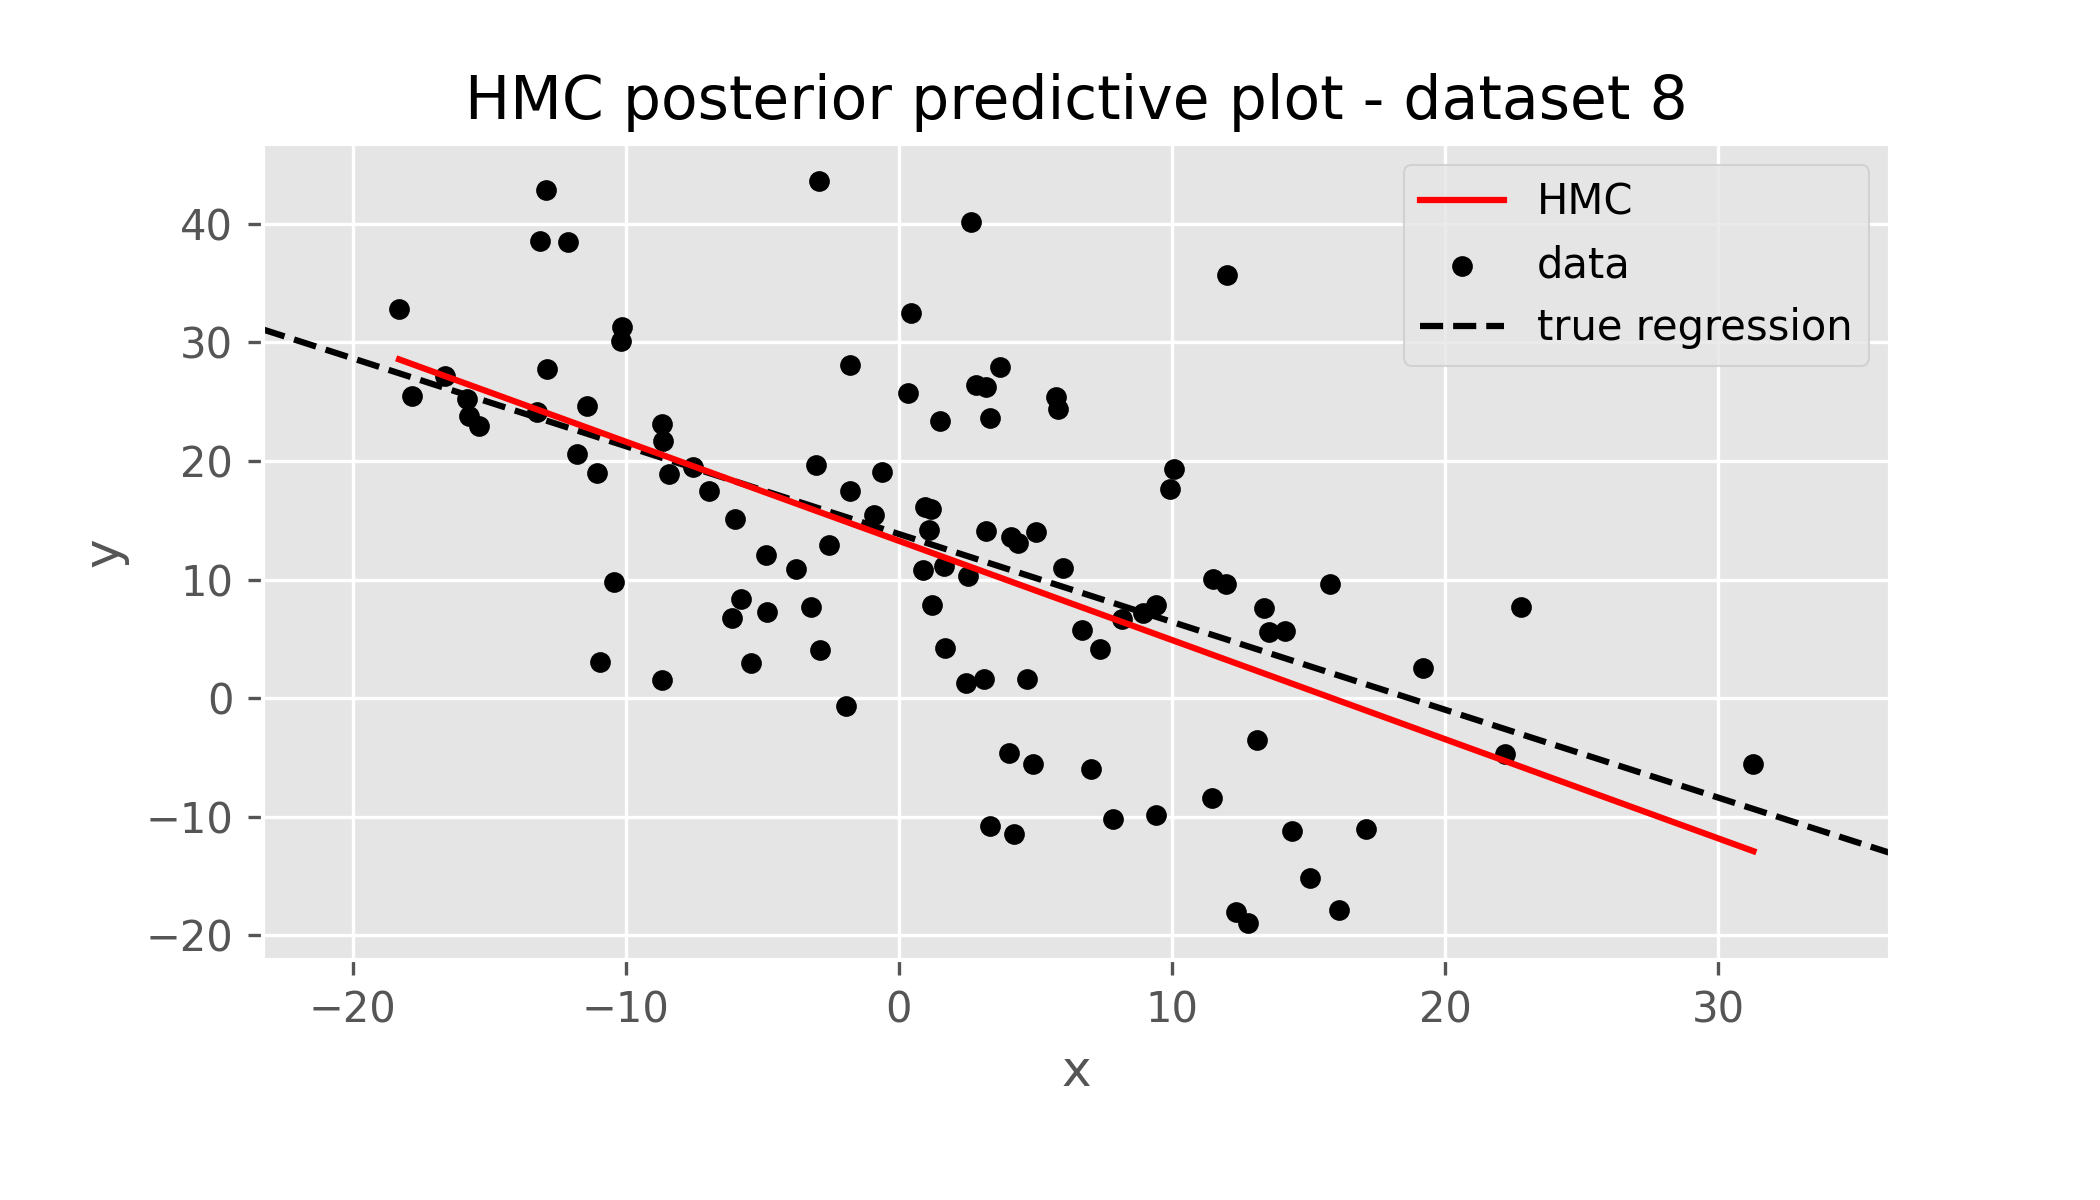 HMC posterior predictive plot - dataset 8
HMC
data
true regression
40
30
20
10
0
−10
−20
y
−20 −10 0 10 20 30
x